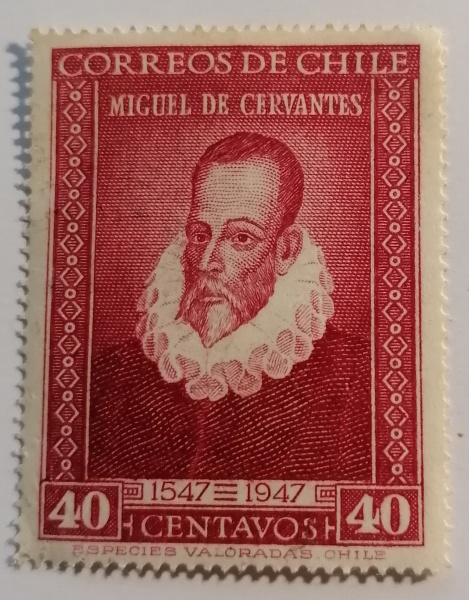 CORREOS DE CHILE
MIGUEL DE CERVANTES
1547 1947
40 CENTAVOS 40
ESPECIES VALORADAS. CHILE